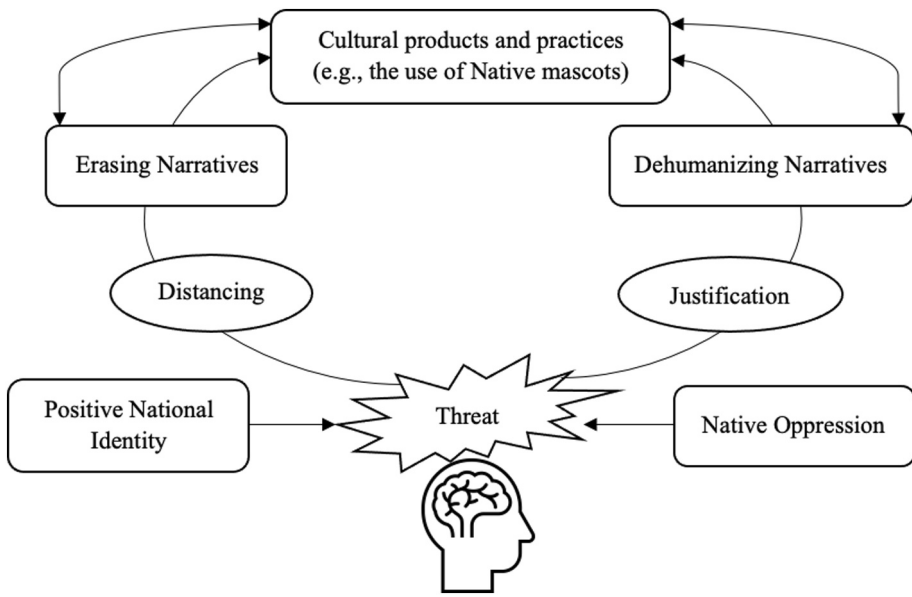 Cultural products and practices
(e.g., the use of Native mascots)
Erasing Narratives
Dehumanizing Narratives
Distancing
Justification
Positive National
Identity
Threat
Native Oppression